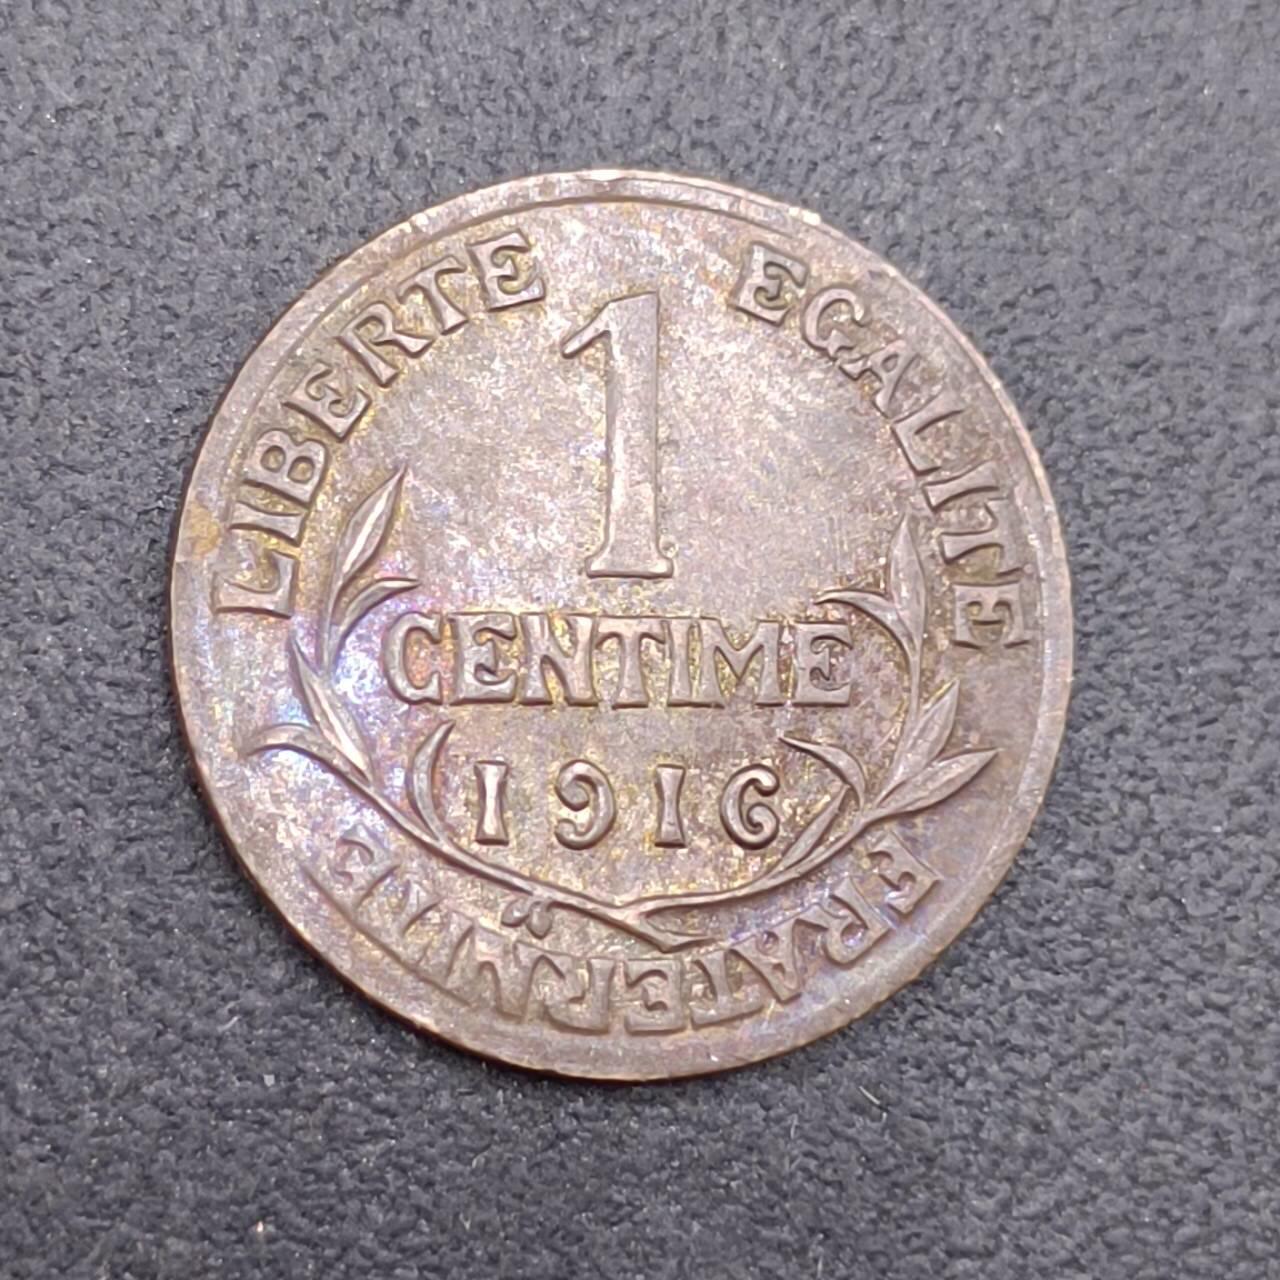 LIBERTE EGALITE
1
CENTIME
1916
FRATERNITE